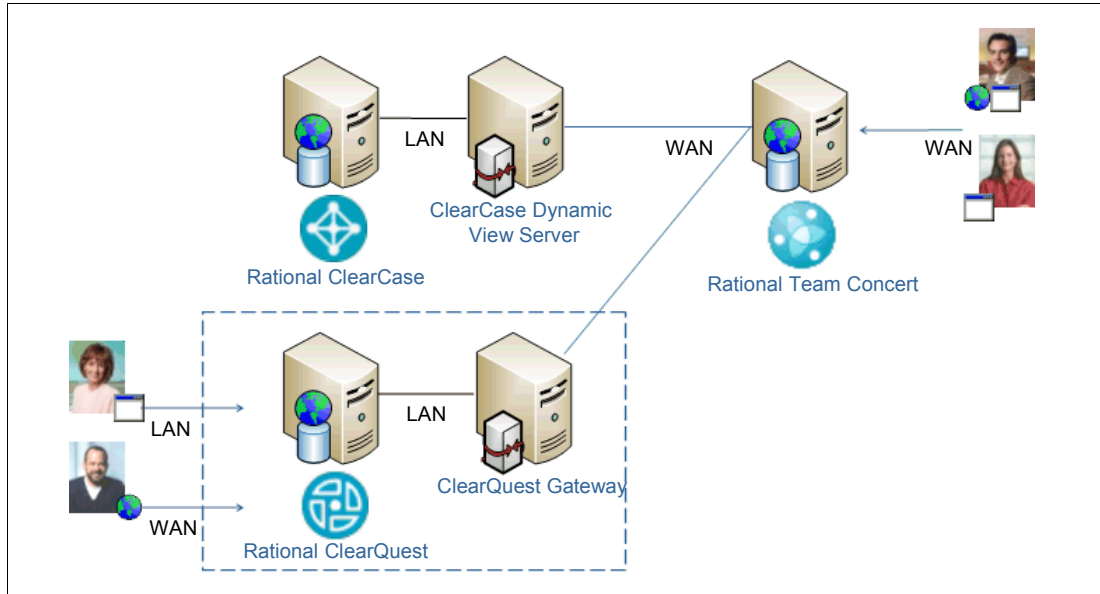 LAN
WAN
WAN
ClearCase Dynamic
View Server
Rational ClearCase
Rational Team Concert
LAN
LAN
WAN
ClearQuest Gateway
Rational ClearQuest